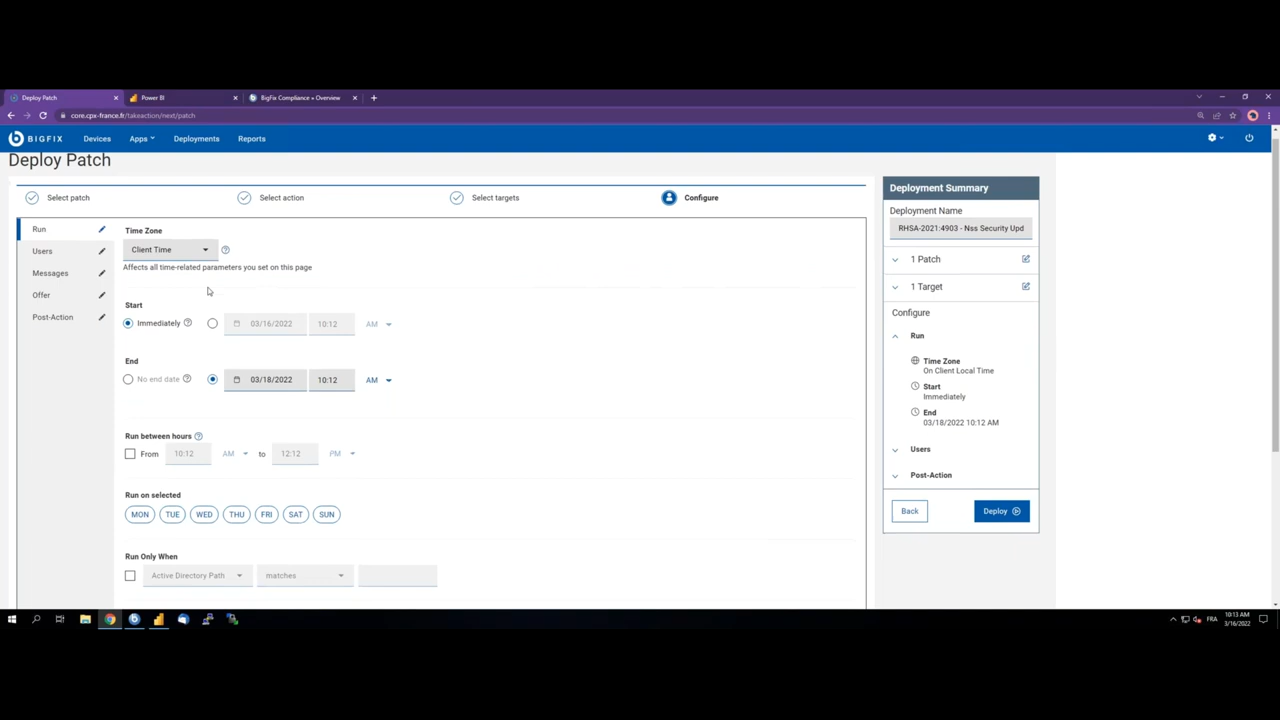 Deploy Patch
Power BI
BigFix Compliance • Overview
core.cpx-france.fr/takeaction/next/patch
BIGFIX
Devices
Apps
Deployments
Reports
Deploy Patch
Select patch
Select action
Select targets
Configure
Run
Users
Messages
Offer
Post-Action
Time Zone
Client Time
Affects all time-related parameters you set on this page
Start
Immediately
03/16/2022
10:12
AM
End
No end date
03/18/2022
10:12
AM
Run between hours
From
10:12
AM
to
12:12
PM
Run on selected
MON
TUE
WED
THU
FRI
SAT
SUN
Run Only When
Active Directory Path
matches
Deployment Summary
Deployment Name
RHSA-2021:4903 - Nss Security Upd
1 Patch
1 Target
Configure
Run
Time Zone
On Client Local Time
Start
Immediately
End
03/18/2022 10:12 AM
Users
Post-Action
Back
Deploy
FRA
10:13 AM
3/16/2022